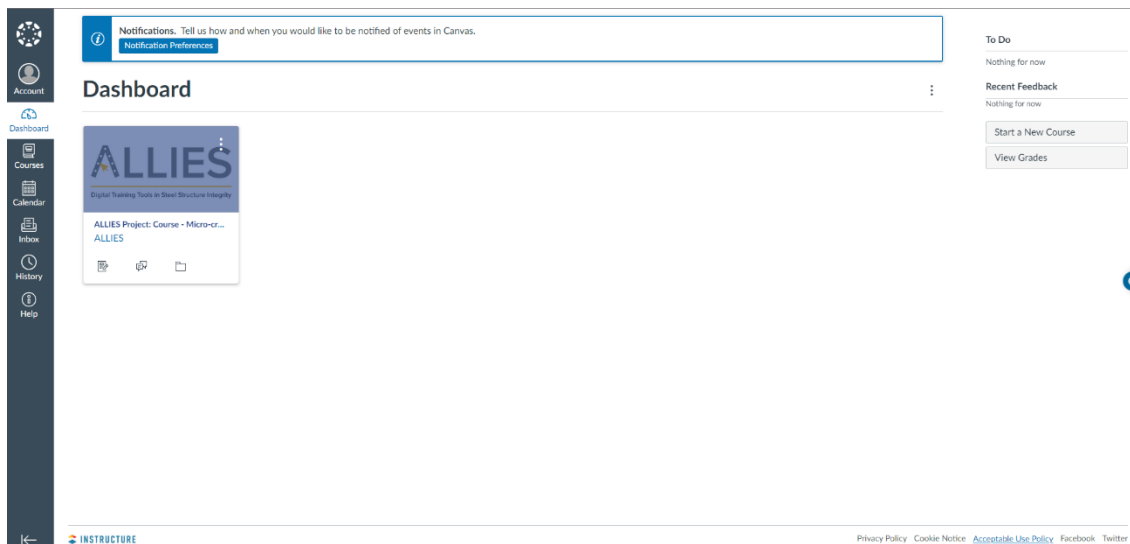 Notifications. Tell us how and when you would like to be notified of events in Canvas.
Notification Preferences
Account
Dashboard
Courses
Calendar
Inbox
History
Help
Dashboard
ALLIES
Digital Training Tools in Steel Structure Integrity
ALLIES Project: Course - Micro-cr...
ALLIES
To Do
Nothing for now
Recent Feedback
Nothing for now
Start a New Course
View Grades
INSTRUCTURE
Privacy Policy Cookie Notice Acceptable Use Policy Facebook Twitter